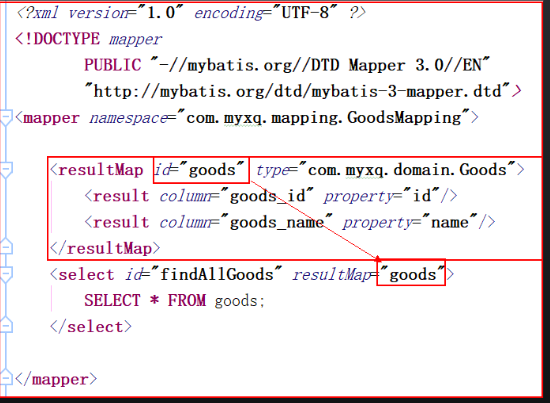 <?xml version="1.0" encoding="UTF-8" ?>
<!DOCTYPE mapper
PUBLIC "-//mybatis.org//DTD Mapper 3.0//EN"
"http://mybatis.org/dtd/mybatis-3-mapper.dtd">
<mapper namespace="com.myxq.mapping.GoodsMapping">
<resultMap id="goods" type="com.myxq.domain.Goods">
<result column="goods_id" property="id"/>
<result column="goods_name" property="name"/>
</resultMap>
<select id="findAllGoods" resultMap="goods">
SELECT * FROM goods;
</select>
</mapper>